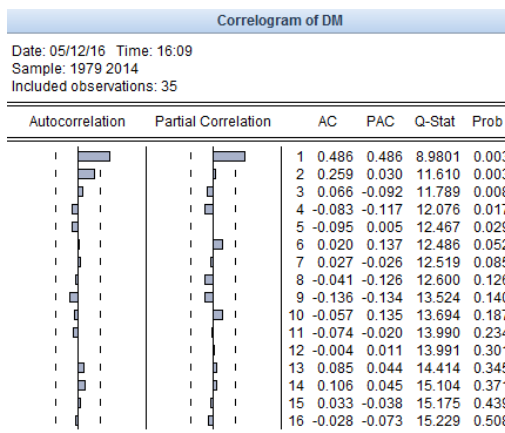 Correlogram of DM
Date: 05/12/16 Time: 16:09
Sample: 1979 2014
Included observations: 35
Autocorrelation Partial Correlation AC PAC Q-Stat Prob
1 0.486 0.486 8.9801 0.003
2 0.259 0.030 11.610 0.003
3 0.066 -0.092 11.789 0.008
4 -0.083 -0.117 12.076 0.017
5 -0.095 0.005 12.467 0.029
6 0.020 0.137 12.486 0.052
7 0.027 -0.026 12.519 0.085
8 -0.041 -0.126 12.600 0.126
9 -0.136 -0.134 13.524 0.140
10 -0.057 0.135 13.694 0.187
11 -0.074 -0.020 13.990 0.234
12 -0.004 0.011 13.991 0.301
13 0.085 0.044 14.414 0.345
14 0.106 0.045 15.104 0.371
15 0.033 -0.038 15.175 0.439
16 -0.028 -0.073 15.229 0.508